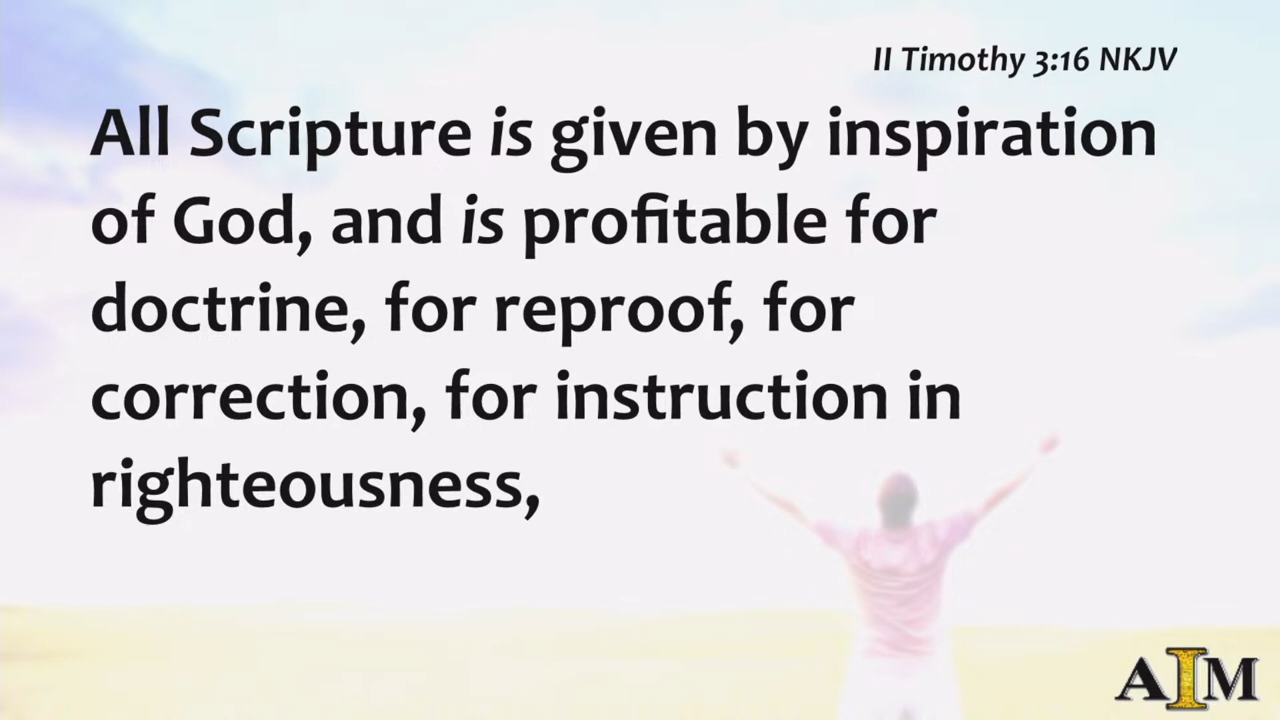 II Timothy 3:16 NKJV
All Scripture is given by inspiration
of God, and is profitable for
doctrine, for reproof, for
correction, for instruction in
righteousness,
AIM